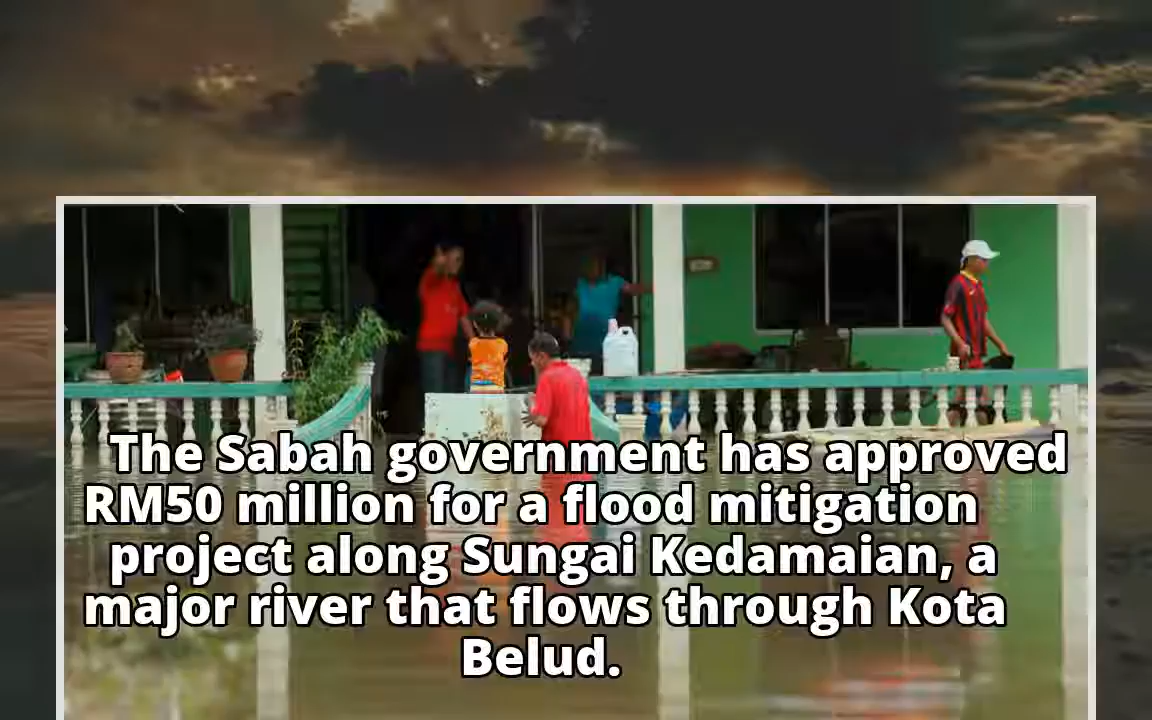 The Sabah government has approved
RM50 million for a flood mitigation
project along Sungai Kedamaian, a
major river that flows through Kota
Belud.